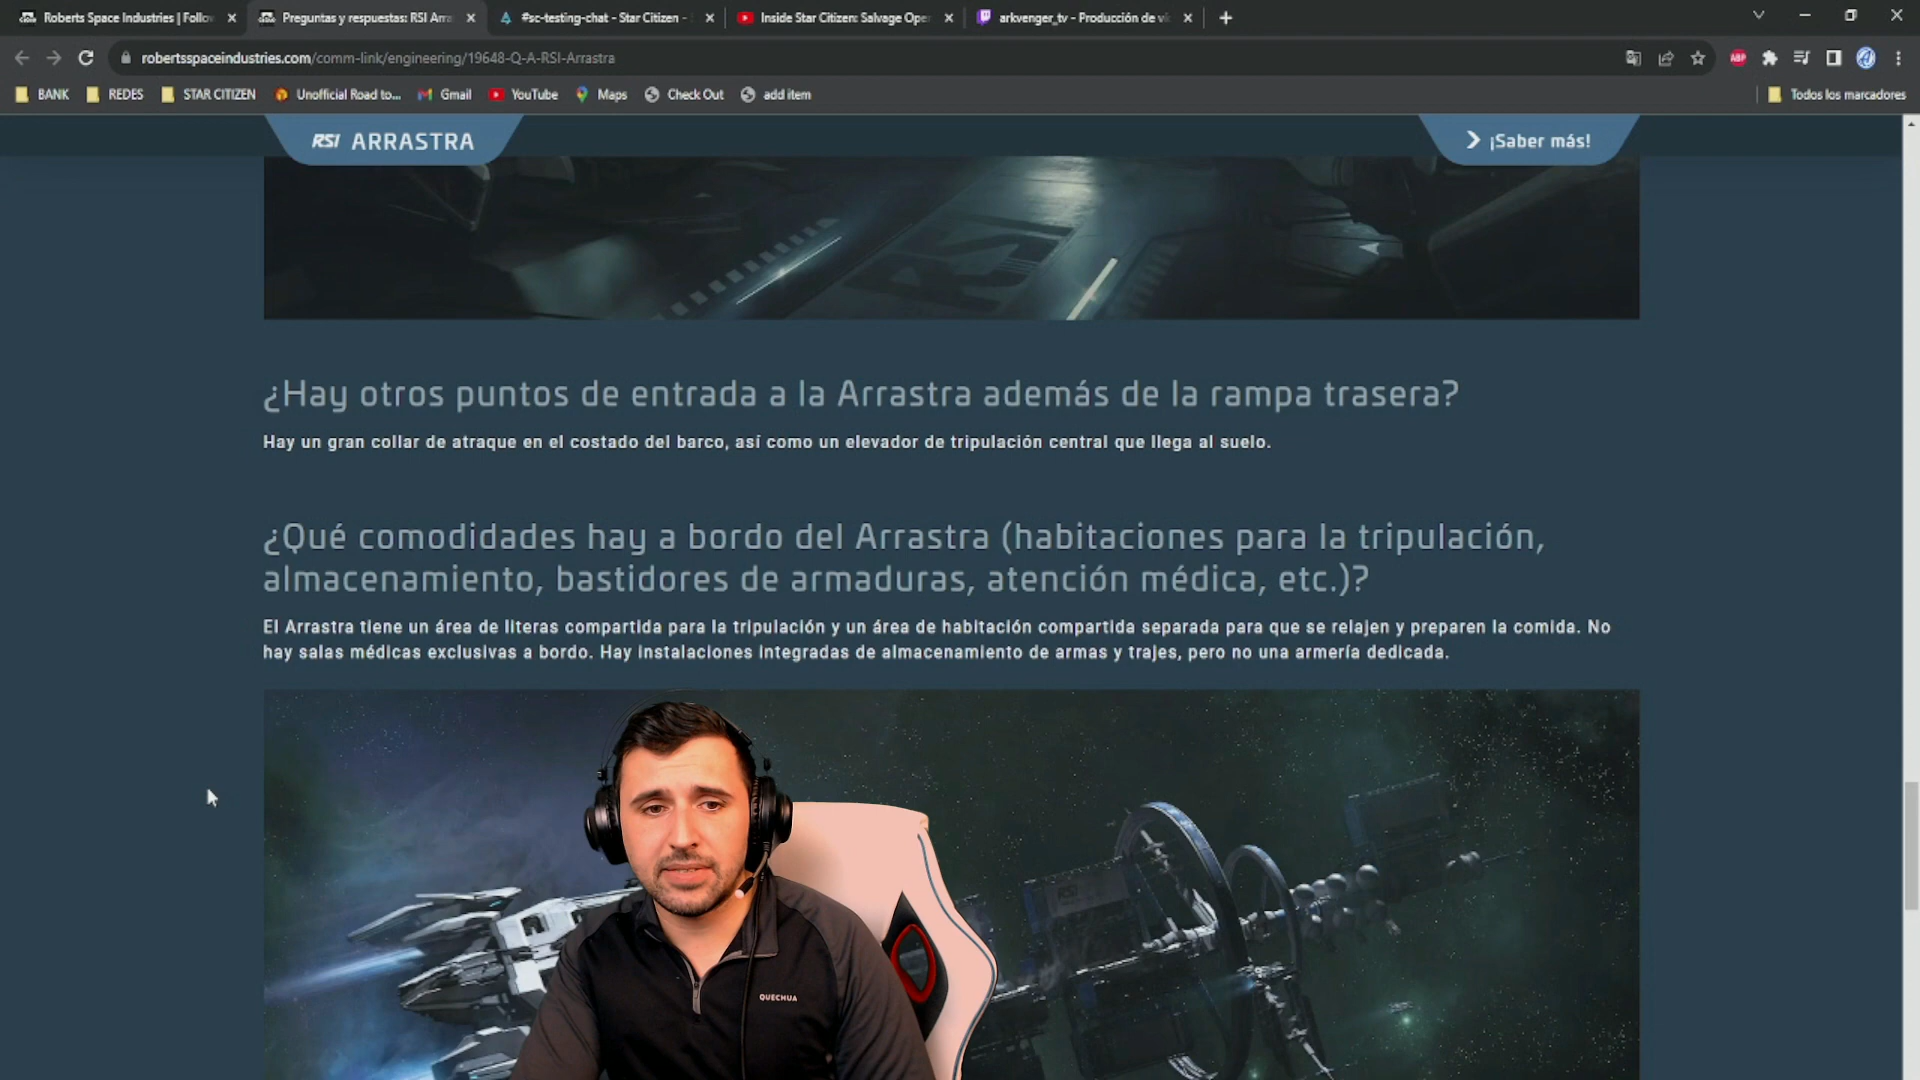 Roberts Space Industries | Follow
Preguntas y respuestas: RSI Arra
#sc-testing-chat - Star Citizen -
Inside Star Citizen: Salvage Oper
arkvenger_tv - Producción de vi
robertsspaceindustries.com/comm-link/engineering/19648-Q-A-RSI-Arrastra
ABP
BANK
REDES
STAR CITIZEN
Unofficial Road to...
Gmail
YouTube
Maps
Check Out
add item
Todos los marcadores
RSI ARRASTRA
¡Saber más!
RSI
¿Hay otros puntos de entrada a la Arrastra además de la rampa trasera?
Hay un gran collar de atraque en el costado del barco, así como un elevador de tripulación central que llega al suelo.
¿Qué comodidades hay a bordo del Arrastra (habitaciones para la tripulación,
almacenamiento, bastidores de armaduras, atención médica, etc.)?
El Arrastra tiene un área de literas compartida para la tripulación y un área de habitación compartida separada para que se relajen y preparen la comida. No
hay salas médicas exclusivas a bordo. Hay instalaciones integradas de almacenamiento de armas y trajes, pero no una armería dedicada.
RSI
QUECHUA